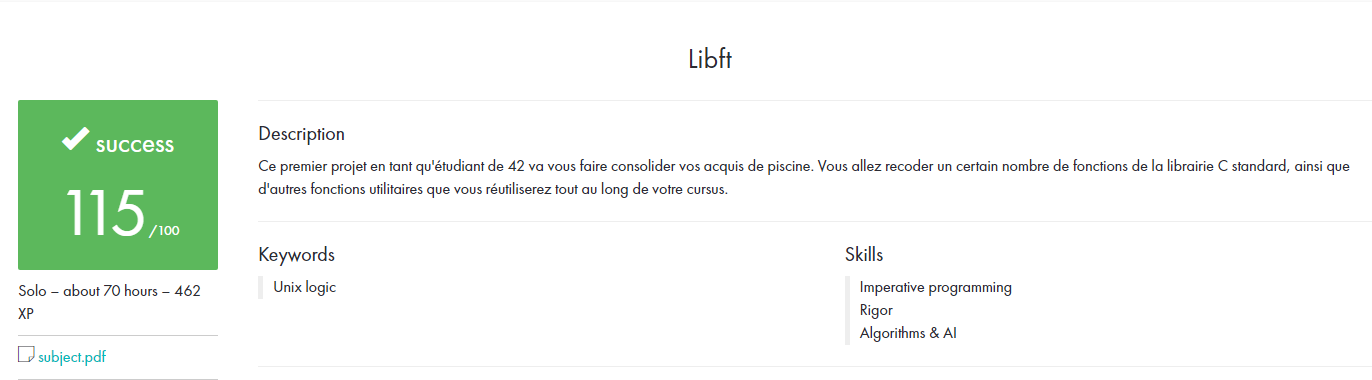 Libft
success
115/100
Solo – about 70 hours – 462
XP
subject.pdf
Description
Ce premier projet en tant qu'étudiant de 42 va vous faire consolider vos acquis de piscine. Vous allez recoder un certain nombre de fonctions de la librairie C standard, ainsi que
d'autres fonctions utilitaires que vous réutiliserez tout au long de votre cursus.
Keywords
Unix logic
Skills
Imperative programming
Rigor
Algorithms & AI